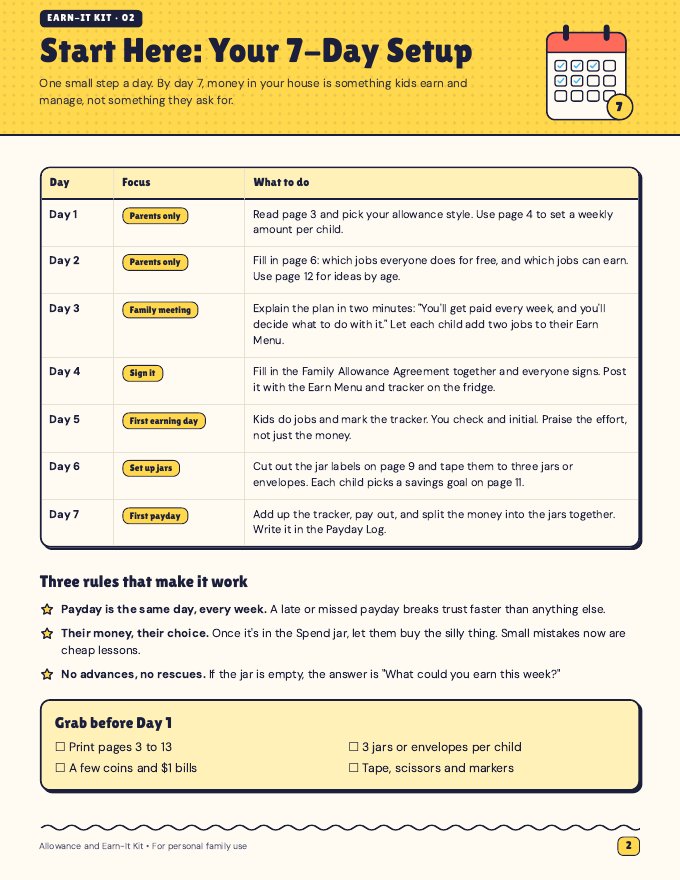 EARN-IT KIT · 02
Start Here: Your 7-Day Setup
One small step a day. By day 7, money in your house is something kids earn and
manage, not something they ask for.
7
Day Focus What to do
Day 1 Parents only Read page 3 and pick your allowance style. Use page 4 to set a weekly
amount per child.
Day 2 Parents only Fill in page 6: which jobs everyone does for free, and which jobs can earn.
Use page 12 for ideas by age.
Day 3 Family meeting Explain the plan in two minutes: "You'll get paid every week, and you'll
decide what to do with it." Let each child add two jobs to their Earn
Menu.
Day 4 Sign it Fill in the Family Allowance Agreement together and everyone signs. Post
it with the Earn Menu and tracker on the fridge.
Day 5 First earning day Kids do jobs and mark the tracker. You check and initial. Praise the effort,
not just the money.
Day 6 Set up jars Cut out the jar labels on page 9 and tape them to three jars or
envelopes. Each child picks a savings goal on page 11.
Day 7 First payday Add up the tracker, pay out, and split the money into the jars together.
Write it in the Payday Log.
Three rules that make it work
Payday is the same day, every week. A late or missed payday breaks trust faster than anything else.
Their money, their choice. Once it's in the Spend jar, let them buy the silly thing. Small mistakes now are
cheap lessons.
No advances, no rescues. If the jar is empty, the answer is "What could you earn this week?"
Grab before Day 1
☐ Print pages 3 to 13 ☐ 3 jars or envelopes per child
☐ A few coins and $1 bills ☐ Tape, scissors and markers
Allowance and Earn-It Kit • For personal family use 2